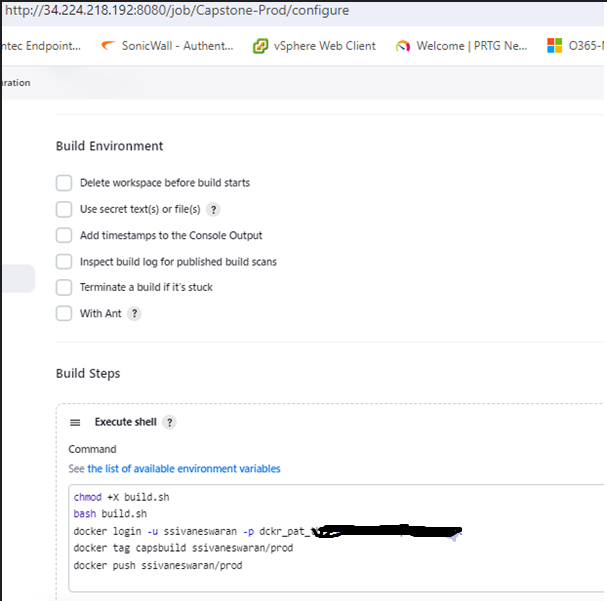 http://34.224.218.192:8080/job/Capstone-Prod/configure
ntec Endpoint... SonicWall - Authent... vSphere Web Client Welcome | PRTG Ne... O365-N
uration
Build Environment
Delete workspace before build starts
Use secret text(s) or file(s) ?
Add timestamps to the Console Output
Inspect build log for published build scans
Terminate a build if it's stuck
With Ant ?
Build Steps
Execute shell ?
Command
See the list of available environment variables
chmod +X build.sh
bash build.sh
docker login -u ssivaneswaran -p dckr_pat_
docker tag capsbuild ssivaneswaran/prod
docker push ssivaneswaran/prod